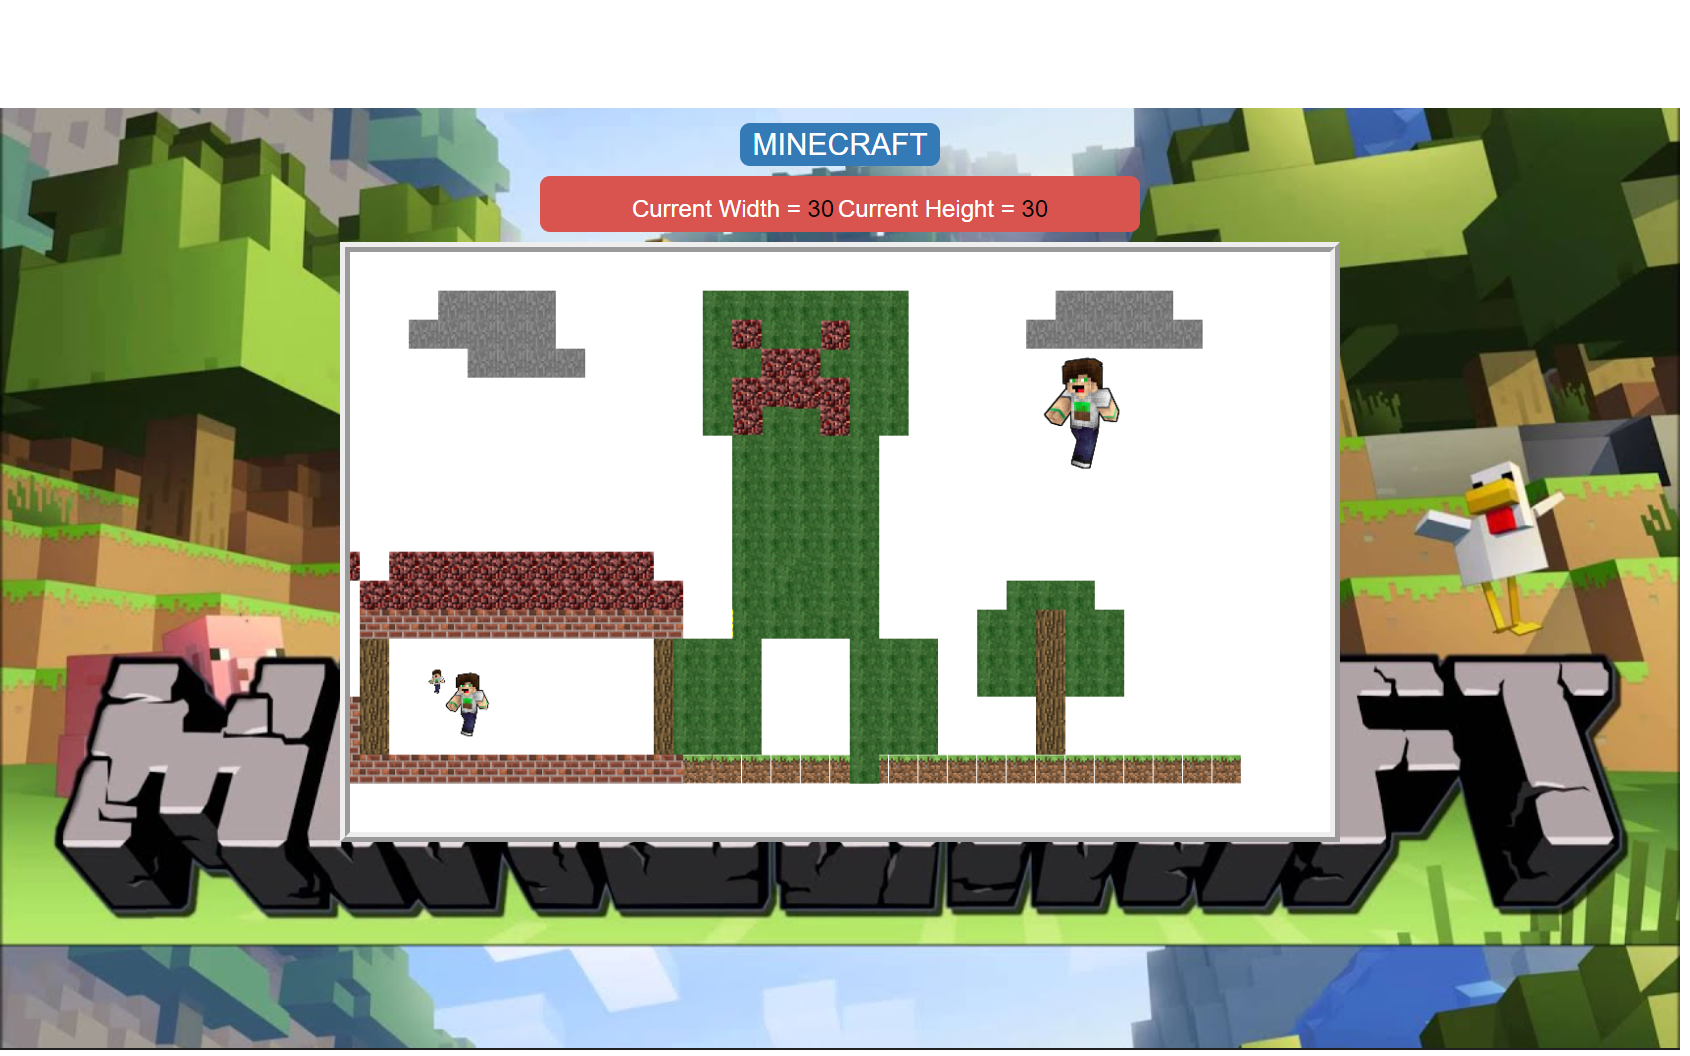 MINECRAFT
Current Width = 30 Current Height = 30